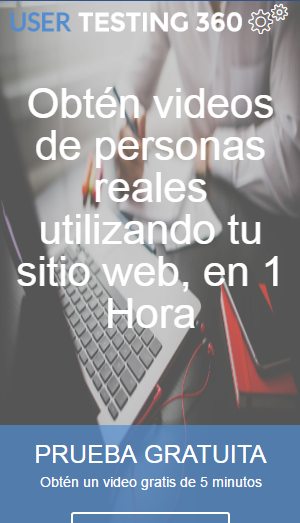 USER TESTING 360
Obtén videos
de personas
reales
utilizando tu
sitio web, en 1
Hora
PRUEBA GRATUITA
Obtén un video gratis de 5 minutos